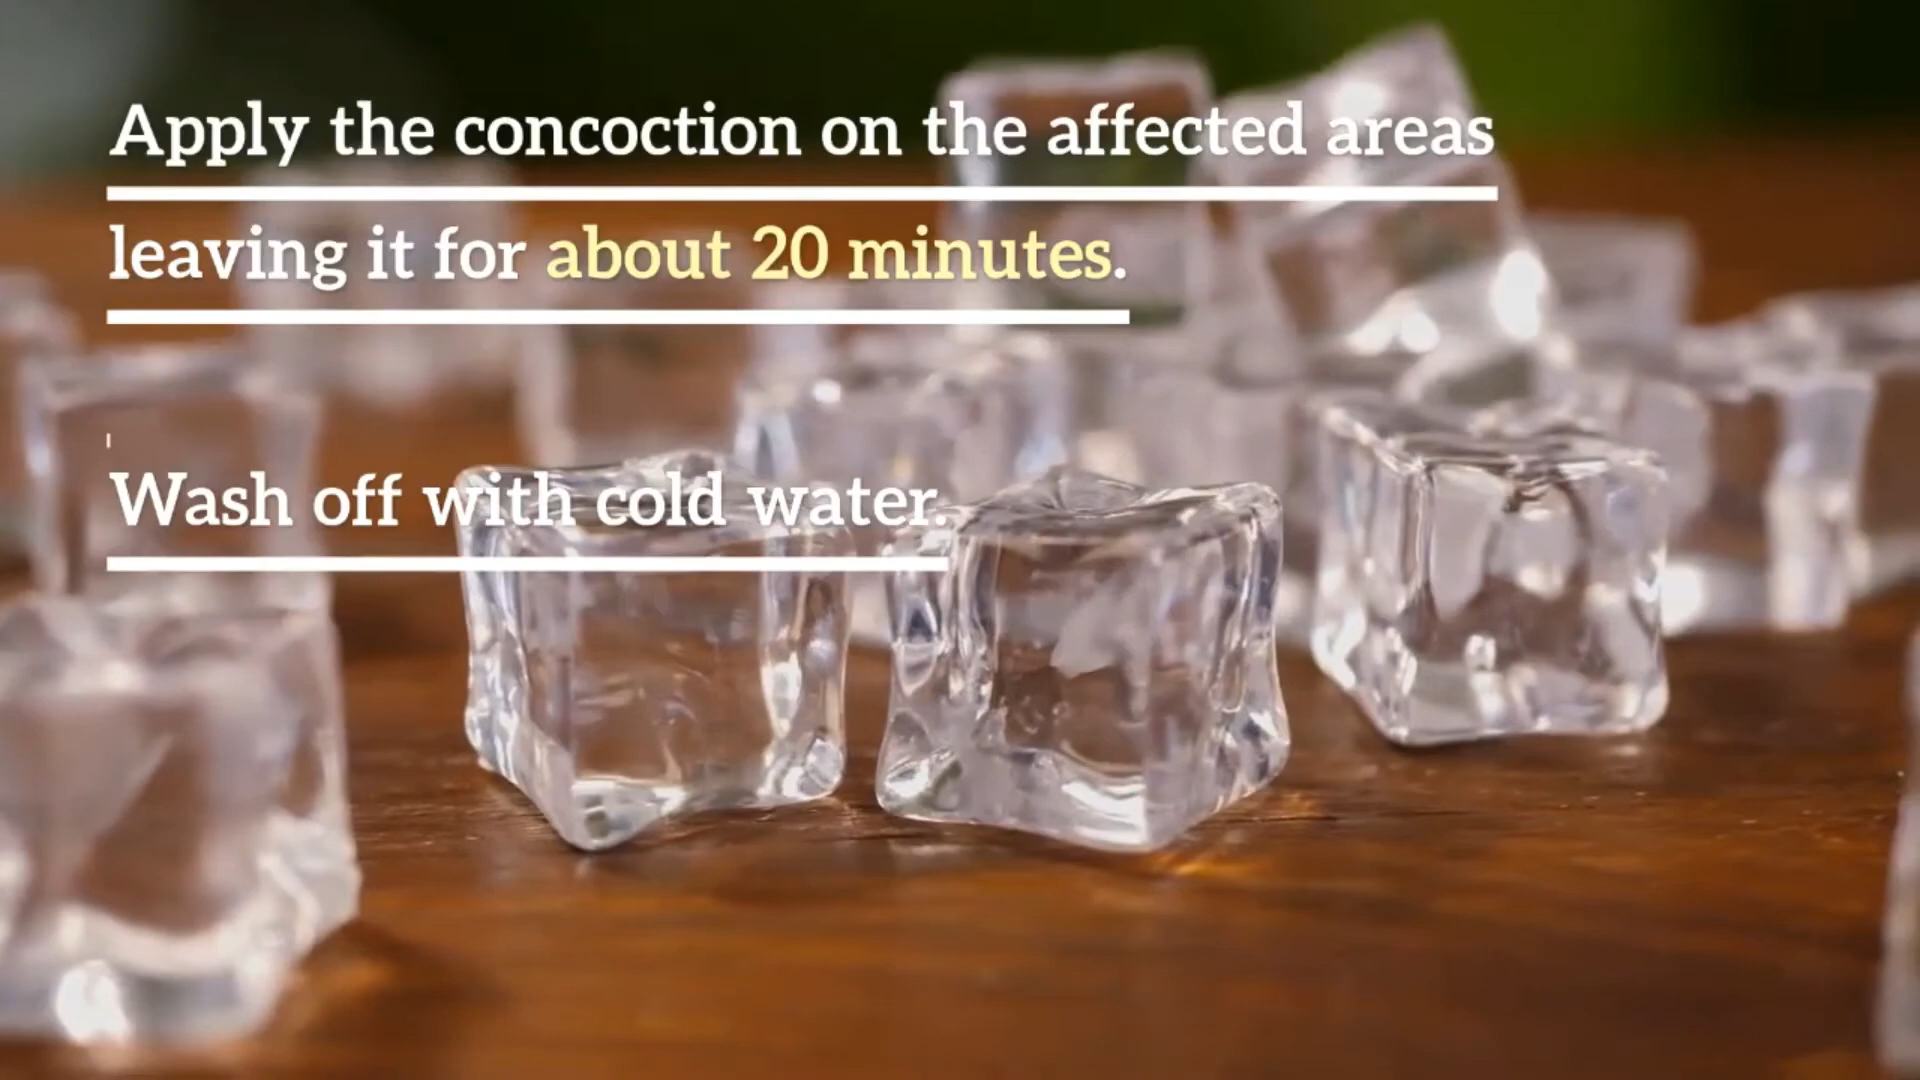 Apply the concoction on the affected areas
leaving it for about 20 minutes.
Wash off with cold water.